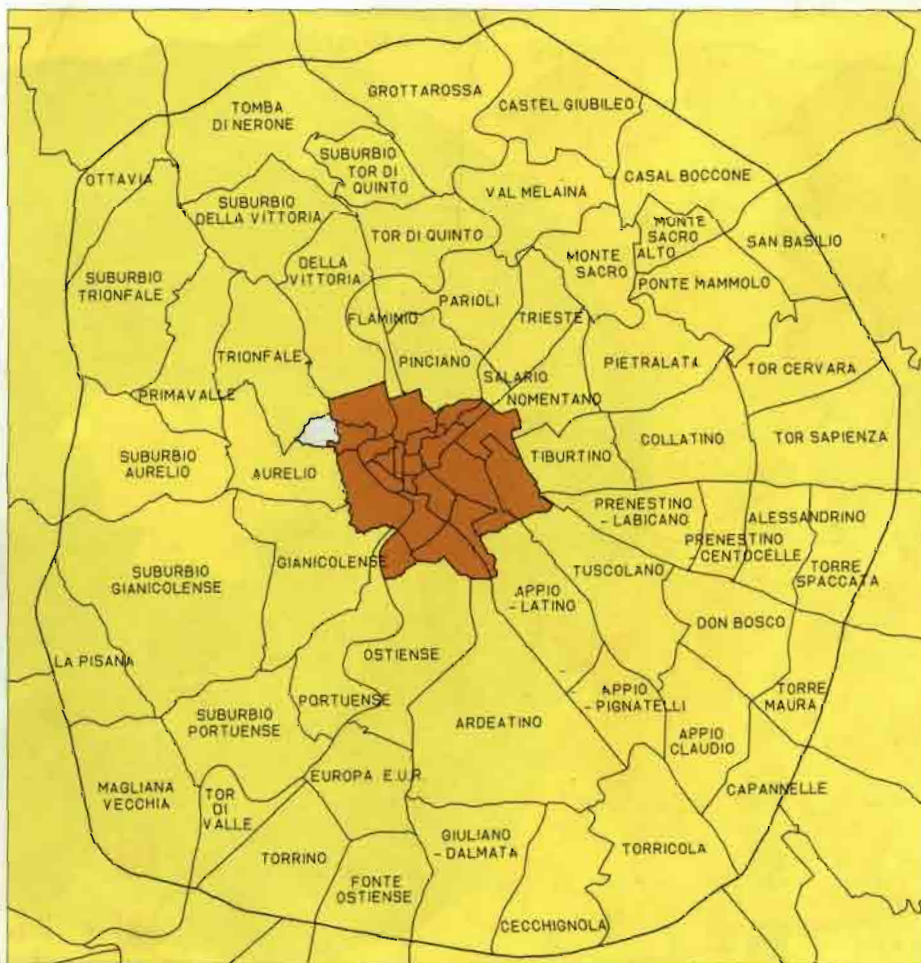 GROTTAROSSA
TOMBA
DI NERONE
CASTEL GIUBILEO
SUBURBIO
TOR DI
QUINTO
OTTAVIA
VAL MELAINA
CASAL BOCCONE
SUBURBIO
DELLA VITTORIA
MONTE
SACRO
ALTO
TOR DI QUINTO
SAN BASILIO
DELLA
VITTORIA
MONTE
SACRO
SUBURBIO
TRIONFALE
PONTE MAMMOLO
PARIOLI
FLAMINIO
TRIESTE
TRIONFALE
PINCIANO
PIETRALATA
TOR CERVARA
SALARIO
PRIMAVALLE
NOMENTANO
COLLATINO
TOR SAPIENZA
SUBURBIO
AURELIO
TIBURTINO
AURELIO
PRENESTINO
-LABICANO
ALESSANDRINO
PRENESTINO
-CENTOCELLE
GIANICOLENSE
TUSCOLANO
TORRE
SPACCATA
SUBURBIO
GIANICOLENSE
APPIO
-LATINO
DON BOSCO
OSTIENSE
LA PISANA
TORRE
MAURA
PORTUENSE
APPIO
-PIGNATELLI
SUBURBIO
PORTUENSE
ARDEATINO
APPIO
CLAUDIO
EUROPA E.U.R.
MAGLIANA
VECCHIA
CAPANNELLE
TOR
DI
VALLE
GIULIANO
-DALMATA
TORRICOLA
TORRINO
FONTE
OSTIENSE
CECCHIGNOLA